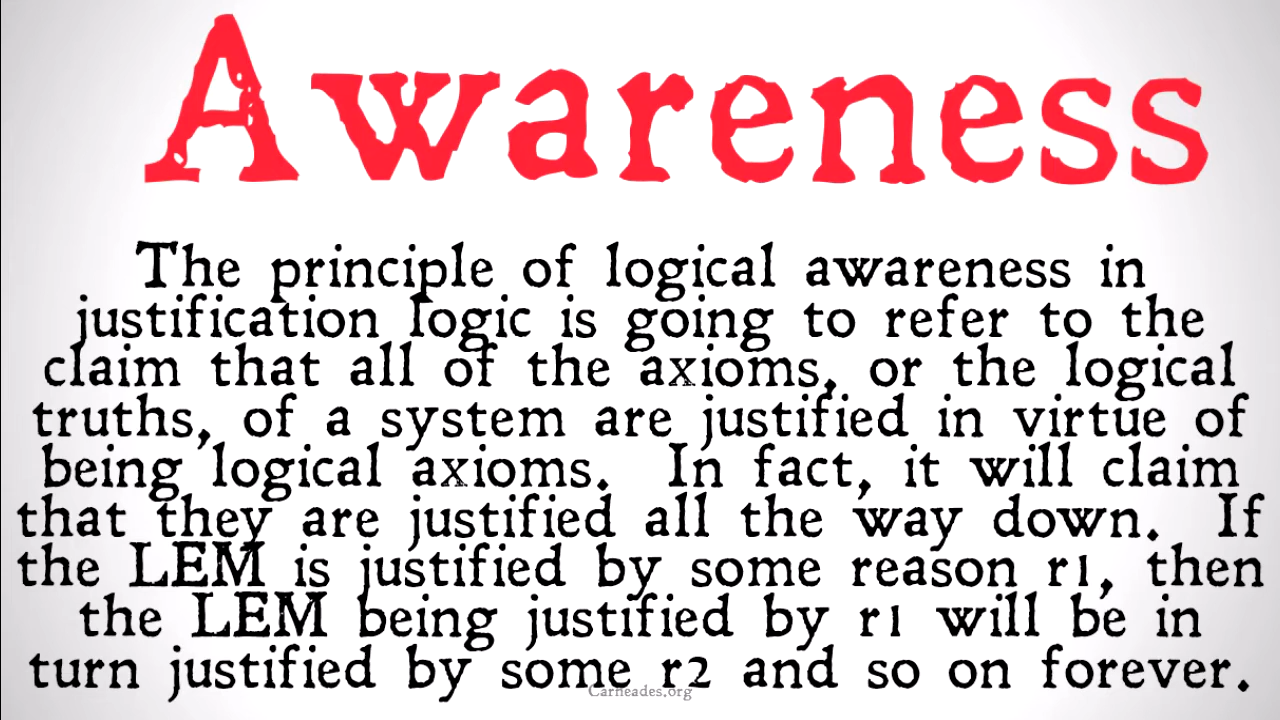 Awareness
The principle of logical awareness in
justification logic is going to refer to the
claim that all of the axioms, or the logical
truths, of a system are justified in virtue of
being logical axioms. In fact, it will claim
that they are justified all the way down. If
the LEM is justified by some reason r1, then
the LEM being justified by r1 will be in
turn justified by some r2 and so on forever.
Carneades.org